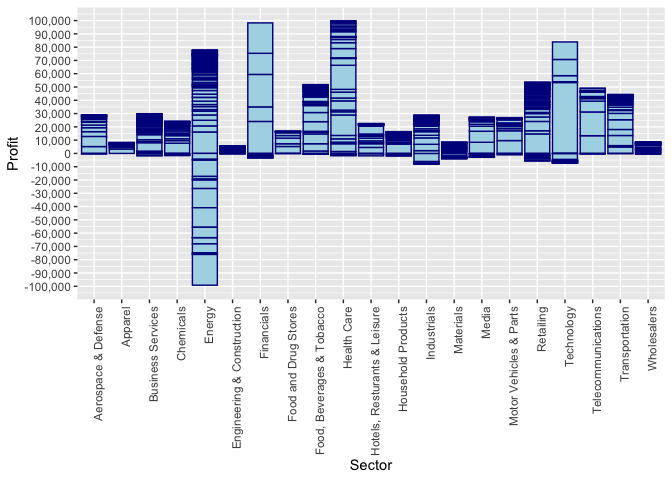 100,000
90,000
80,000
70,000
60,000
50,000
40,000
30,000
20,000
10,000
0
-10,000
-20,000
-30,000
-40,000
-50,000
-60,000
-70,000
-80,000
-90,000
-100,000
Profit
Aerospace & Defense
Apparel
Business Services
Chemicals
Energy
Engineering & Construction
Financials
Food and Drug Stores
Food, Beverages & Tobacco
Health Care
Hotels, Resturants & Leisure
Household Products
Industrials
Materials
Media
Motor Vehicles & Parts
Retailing
Technology
Telecommunications
Transportation
Wholesalers
Sector